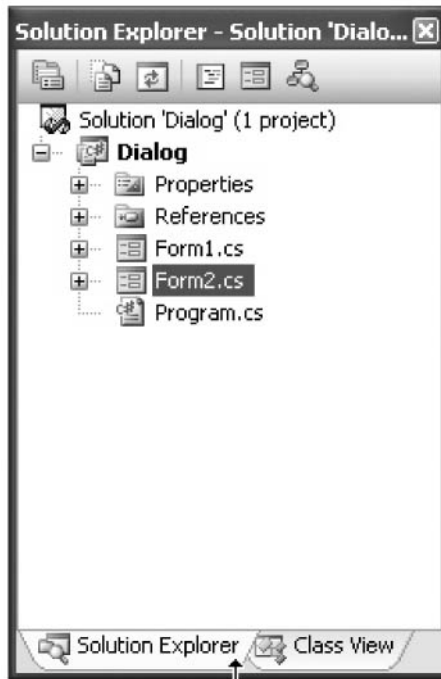 Solution Explorer - Solution 'Dialo...
Solution 'Dialog' (1 project)
Dialog
Properties
References
Form1.cs
Form2.cs
Program.cs
Solution Explorer Class View